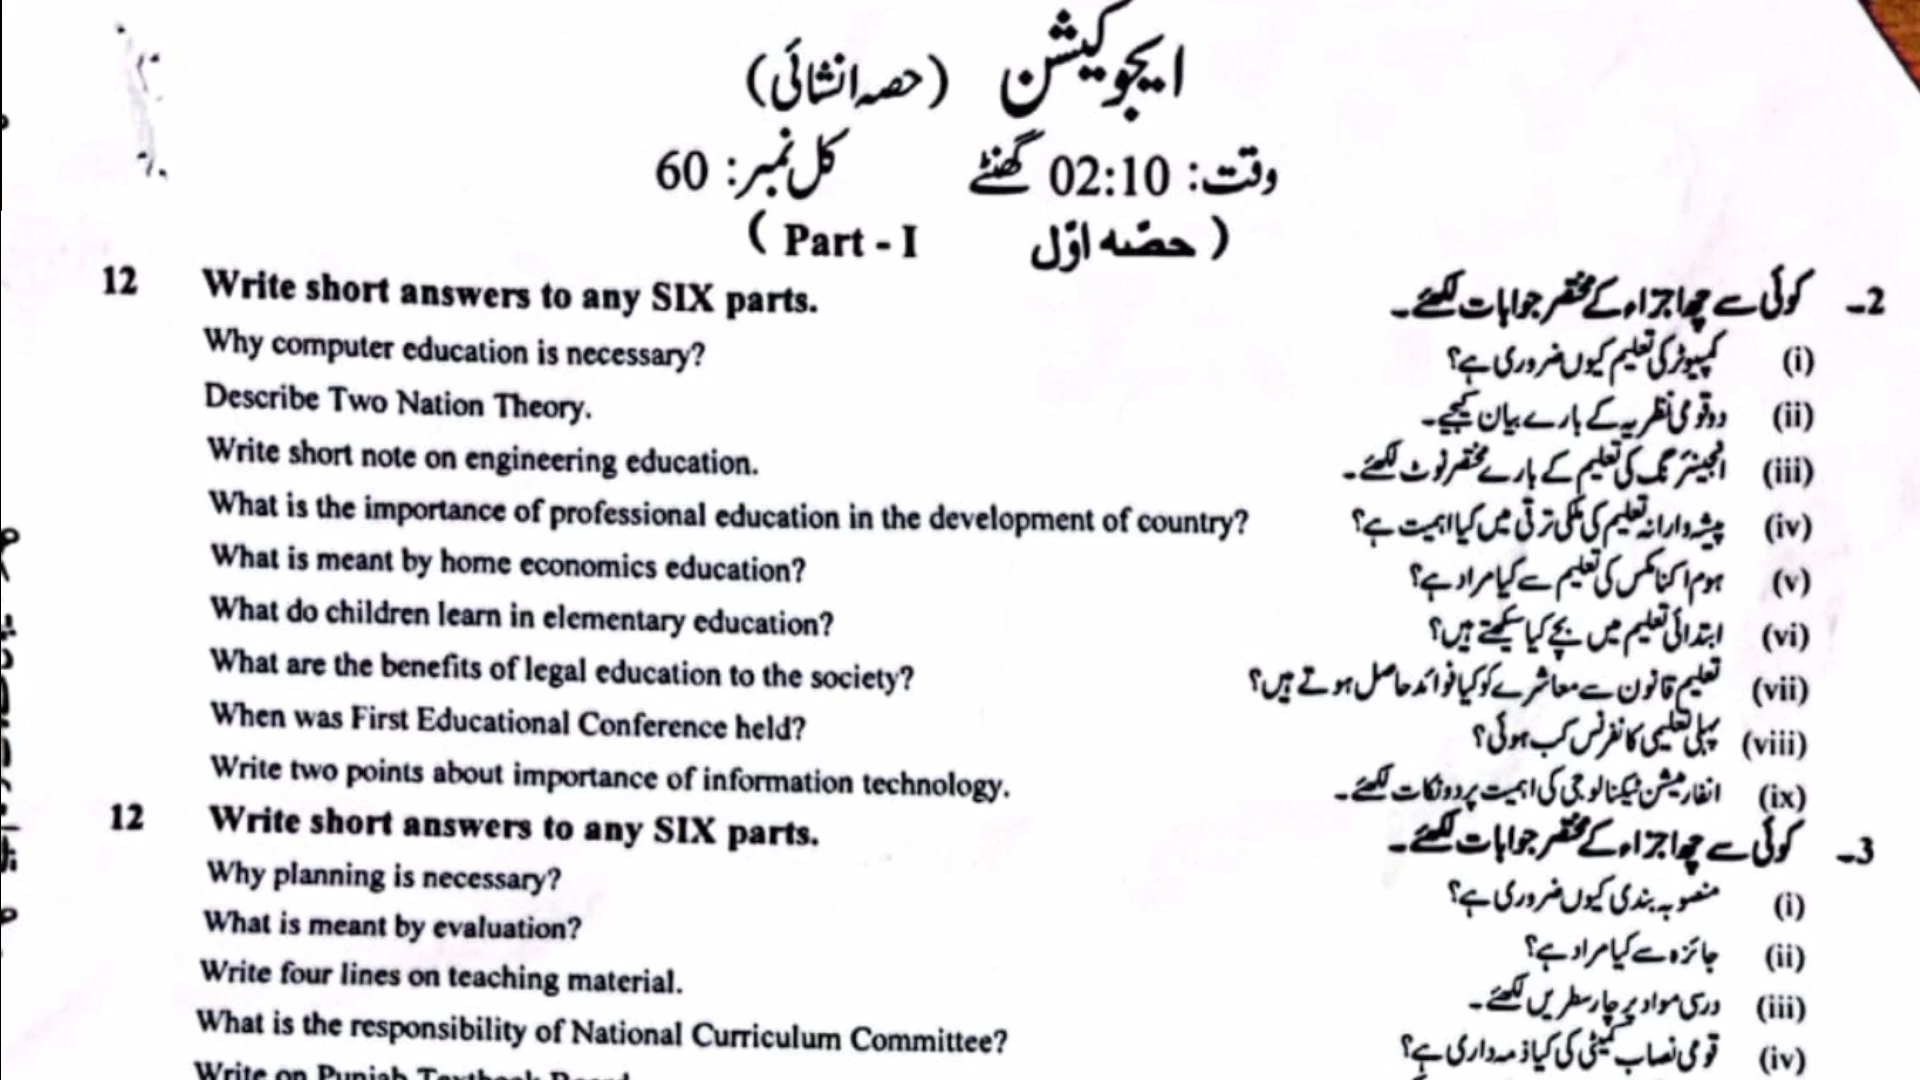 ایجوکیشن (حصہ انشائی)
وقت: 02:10 گھنٹے کل نمبر: 60
(حصّہ اوّل Part - I)
2- کوئی سے چھ اجزاء کے مختصر جوابات لکھئے۔ Write short answers to any SIX parts. 12
(i) کمپیوٹر کی تعلیم کیوں ضروری ہے؟ Why computer education is necessary?
(ii) دو قومی نظریہ کے بارے بیان کیجیے۔ Describe Two Nation Theory.
(iii) انجینئرنگ کی تعلیم کے بارے مختصر نوٹ لکھئے۔ Write short note on engineering education.
(iv) پیشہ وارانہ تعلیم کی ملکی ترقی میں کیا اہمیت ہے؟ What is the importance of professional education in the development of country?
(v) ہوم اکنامکس کی تعلیم سے کیا مراد ہے؟ What is meant by home economics education?
(vi) ابتدائی تعلیم میں بچے کیا سیکھتے ہیں؟ What do children learn in elementary education?
(vii) تعلیم قانون سے معاشرے کو کیا فوائد حاصل ہوتے ہیں؟ What are the benefits of legal education to the society?
(viii) پہلی تعلیمی کانفرنس کب ہوئی؟ When was First Educational Conference held?
(ix) انفارمیشن ٹیکنالوجی کی اہمیت پر دو نکات لکھئے۔ Write two points about importance of information technology.
3- کوئی سے چھ اجزاء کے مختصر جوابات لکھئے۔ Write short answers to any SIX parts. 12
(i) منصوبہ بندی کیوں ضروری ہے؟ Why planning is necessary?
(ii) جائزہ سے کیا مراد ہے؟ What is meant by evaluation?
(iii) درسی مواد پر چار سطریں لکھئے۔ Write four lines on teaching material.
(iv) قومی نصاب کمیٹی کی کیا ذمہ داری ہے؟ What is the responsibility of National Curriculum Committee?
Write on Punjab Textbook Board